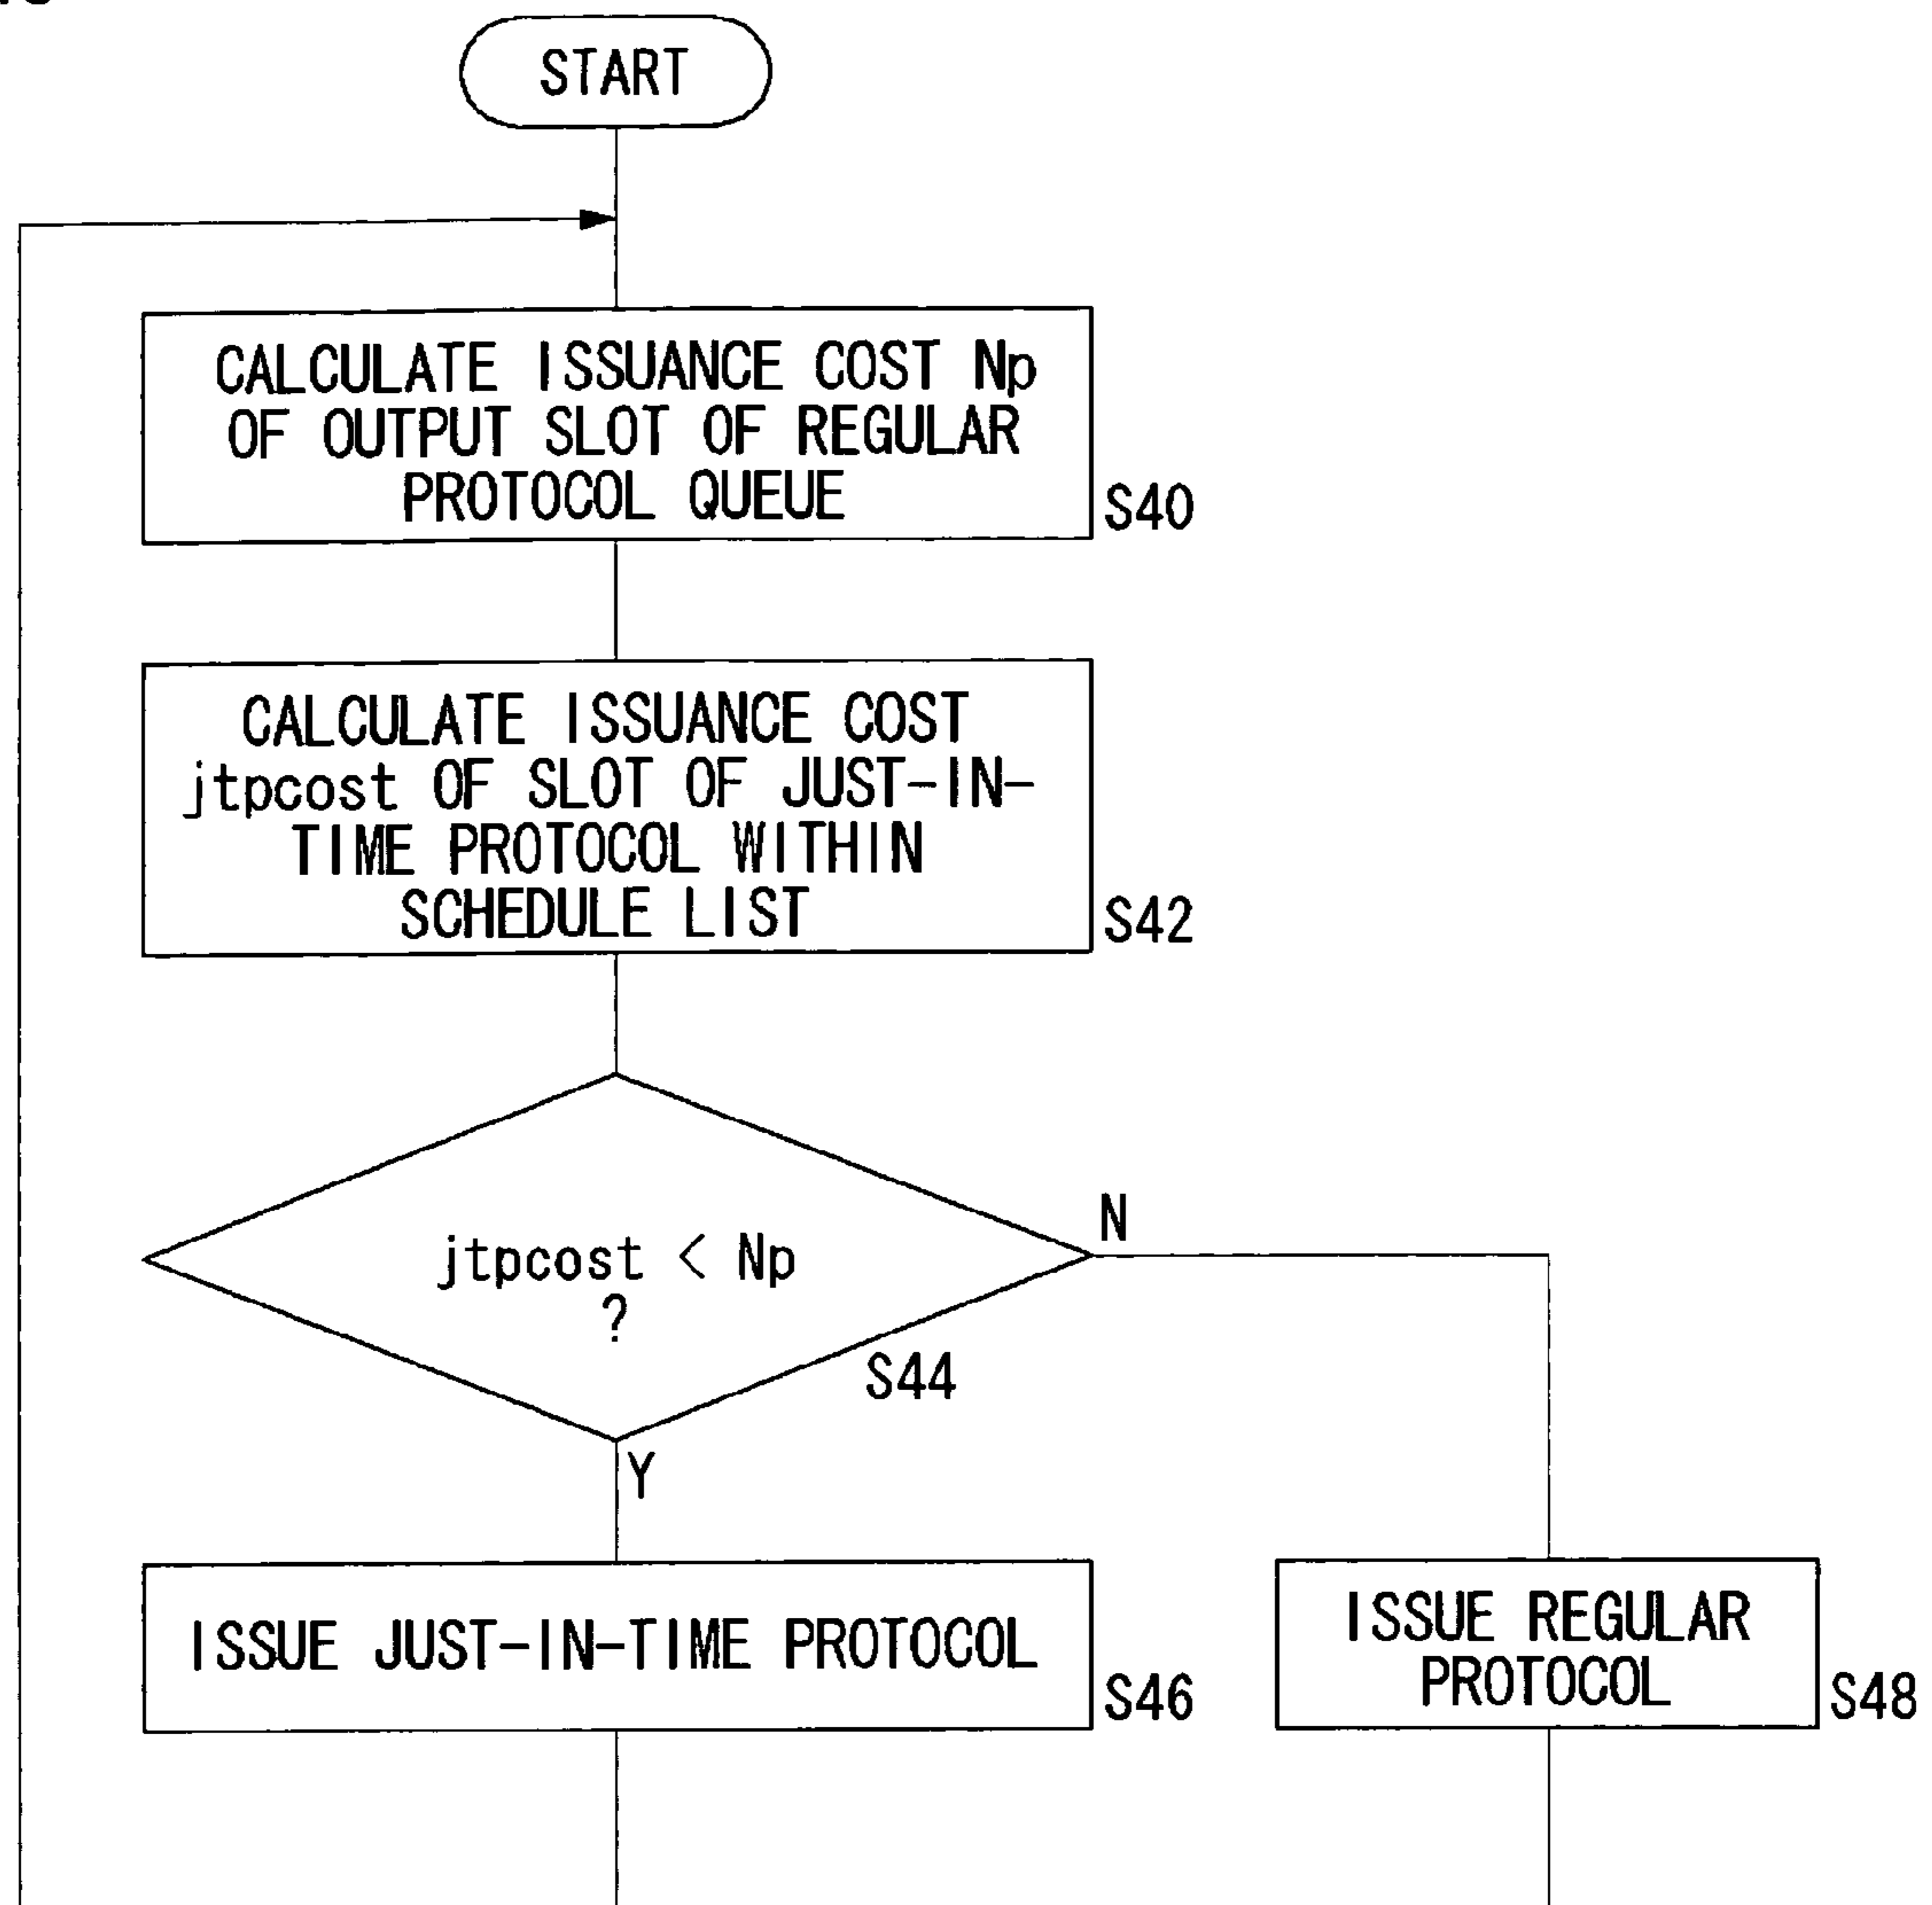 START
CALCULATE ISSUANCE COST Np
OF OUTPUT SLOT OF REGULAR
PROTOCOL QUEUE
S40
CALCULATE ISSUANCE COST
jtpcost OF SLOT OF JUST-IN-
TIME PROTOCOL WITHIN
SCHEDULE LIST
S42
jtpcost < Np
?
N
S44
Y
ISSUE JUST-IN-TIME PROTOCOL
S46
ISSUE REGULAR
PROTOCOL
S48